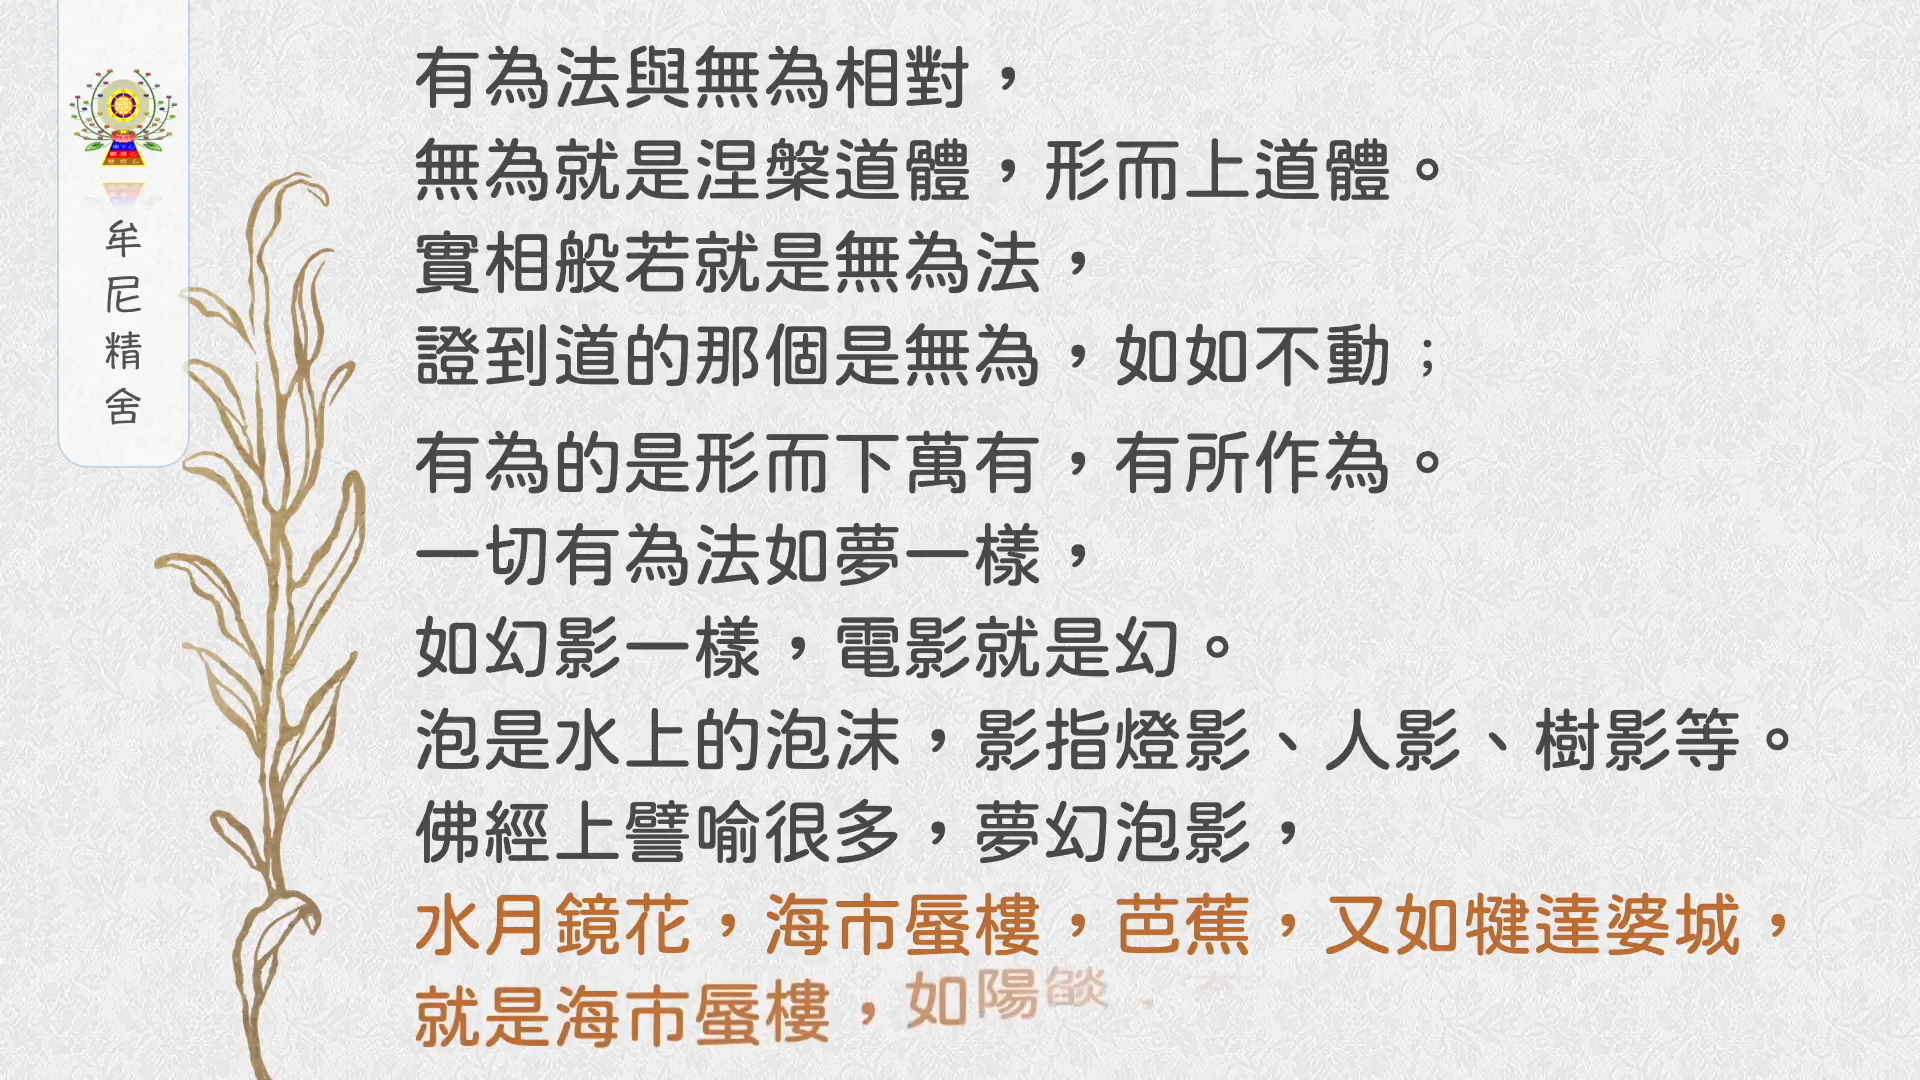 牟尼精舍
有為法與無為相對，
無為就是涅槃道體，形而上道體。
實相般若就是無為法，
證到道的那個是無為，如如不動；
有為的是形而下萬有，有所作為。
一切有為法如夢一樣，
如幻影一樣，電影就是幻。
泡是水上的泡沫，影指燈影、人影、樹影等。
佛經上譬喻很多，夢幻泡影，
水月鏡花，海市蜃樓，芭蕉，又如犍達婆城，
就是海市蜃樓，如陽燄